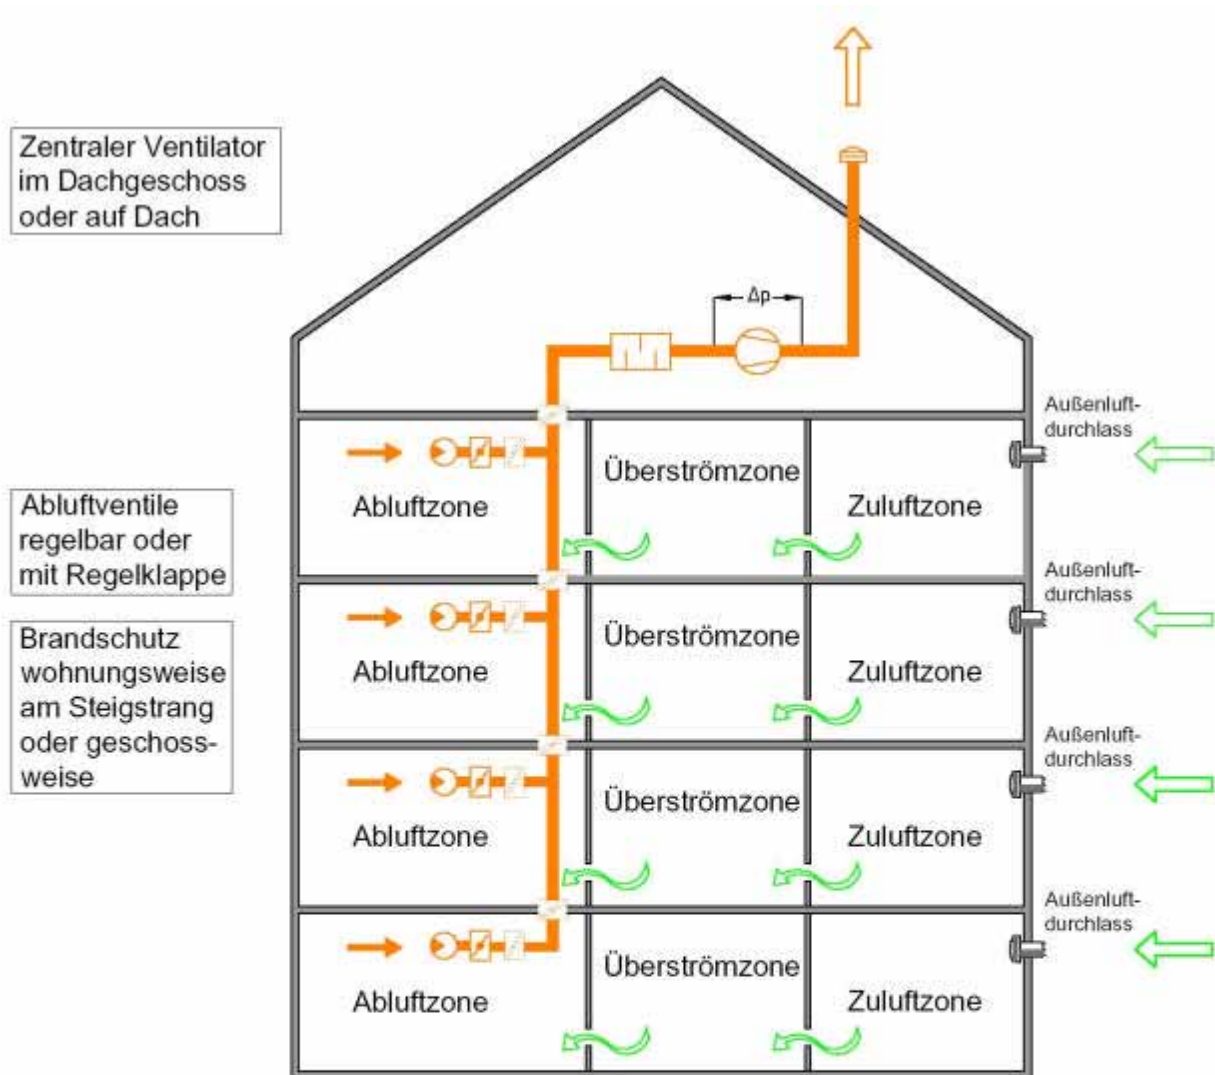 Zentraler Ventilator
im Dachgeschoss
oder auf Dach
Δp
Außenluft-
durchlass
Überströmzone
Abluftzone
Zuluftzone
Abluftventile
regelbar oder
mit Regelklappe
Außenluft-
durchlass
Überströmzone
Abluftzone
Zuluftzone
Brandschutz
wohnungsweise
am Steigstrang
oder geschoss-
weise
Außenluft-
durchlass
Überströmzone
Abluftzone
Zuluftzone
Außenluft-
durchlass
Überströmzone
Abluftzone
Zuluftzone